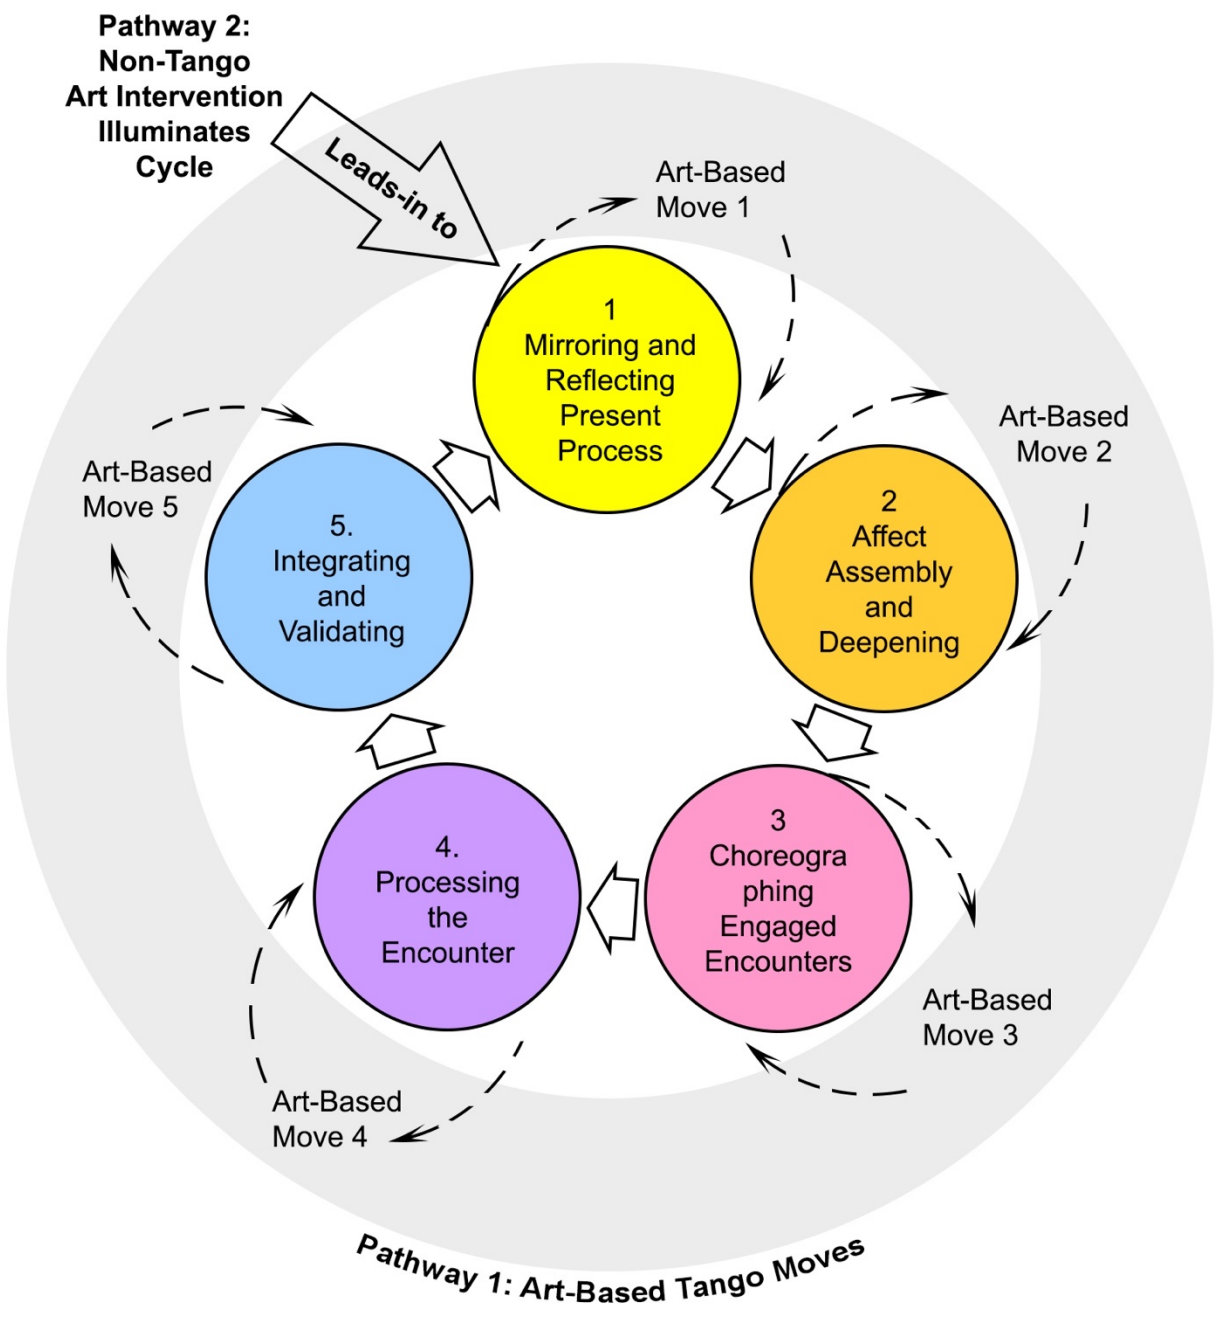 Pathway 2:
Non-Tango
Art Intervention
Illuminates
Cycle
Leads-in to
Art-Based
Move 1
1
Mirroring and
Reflecting
Present
Process
Art-Based
Move 2
2
Affect
Assembly
and
Deepening
3
Choreogra
phing
Engaged
Encounters
Art-Based
Move 3
4.
Processing
the
Encounter
Art-Based
Move 4
5.
Integrating
and
Validating
Art-Based
Move 5
Pathway 1: Art-Based Tango Moves